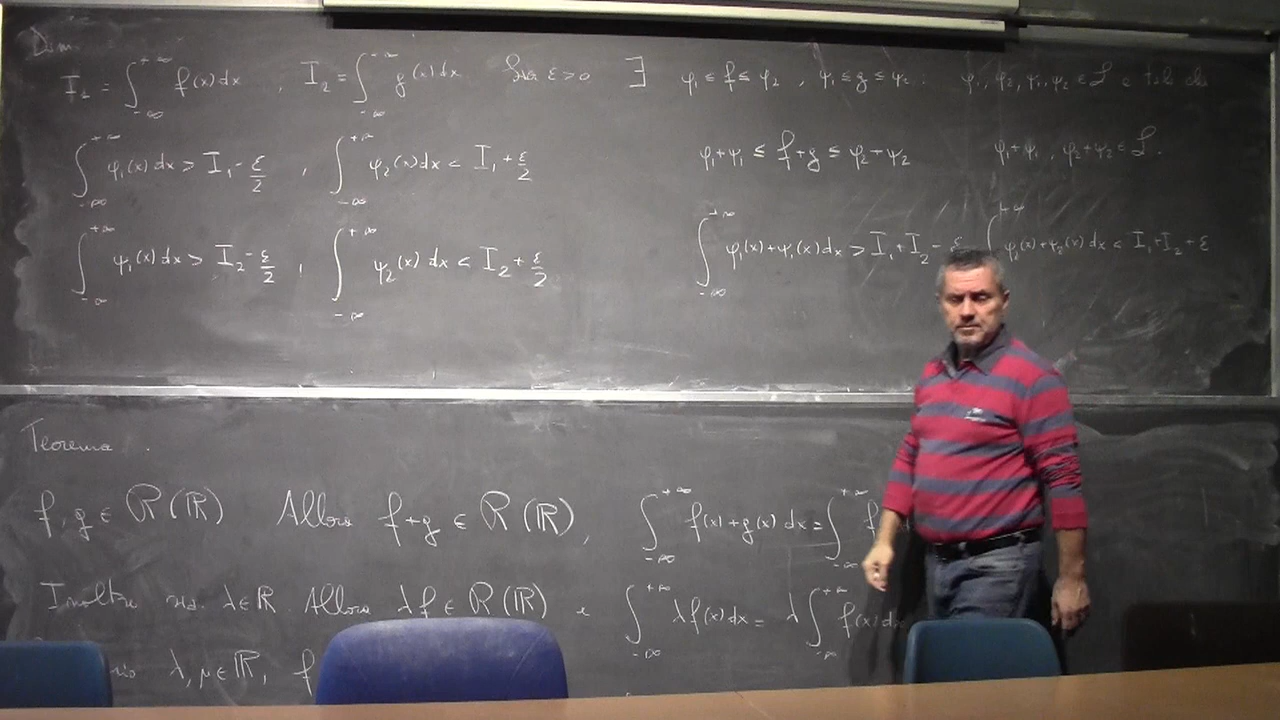 Dim.
I₁ = ∫_{-∞}^{+∞} f(x) dx , I₂ = ∫_{-∞}^{+∞} g(x) dx Sia ε > 0 ∃ φ₁ ≤ f ≤ φ₂ , ψ₁ ≤ g ≤ ψ₂ : φ₁, φ₂, ψ₁, ψ₂ ∈ ℒ e tali che
∫_{-∞}^{+∞} φ₁(x) dx > I₁ - ε/2 , ∫_{-∞}^{+∞} φ₂(x) dx < I₁ + ε/2 φ₁+ψ₁ ≤ f+g ≤ φ₂+ψ₂ φ₁+ψ₁ , φ₂+ψ₂ ∈ ℒ.
∫_{-∞}^{+∞} ψ₁(x) dx > I₂ - ε/2 , ∫_{-∞}^{+∞} ψ₂(x) dx < I₂ + ε/2 ∫_{-∞}^{+∞} φ₁(x)+ψ₁(x) dx > I₁+I₂ - ε, ∫^{+∞} φ₂(x)+ψ₂(x) dx < I₁+I₂+ε
Teorema .
f, g ∈ R(ℝ) Allora f+g ∈ R(ℝ), ∫_{-∞}^{+∞} f(x)+g(x) dx = ∫_{-∞}^{+∞} f
Inoltre sia λ∈ℝ Allora λf ∈ R(ℝ) e ∫_{-∞}^{+∞} λf(x) dx = λ∫_{-∞}^{+∞} f(x) dx
λ, μ∈ℝ, f